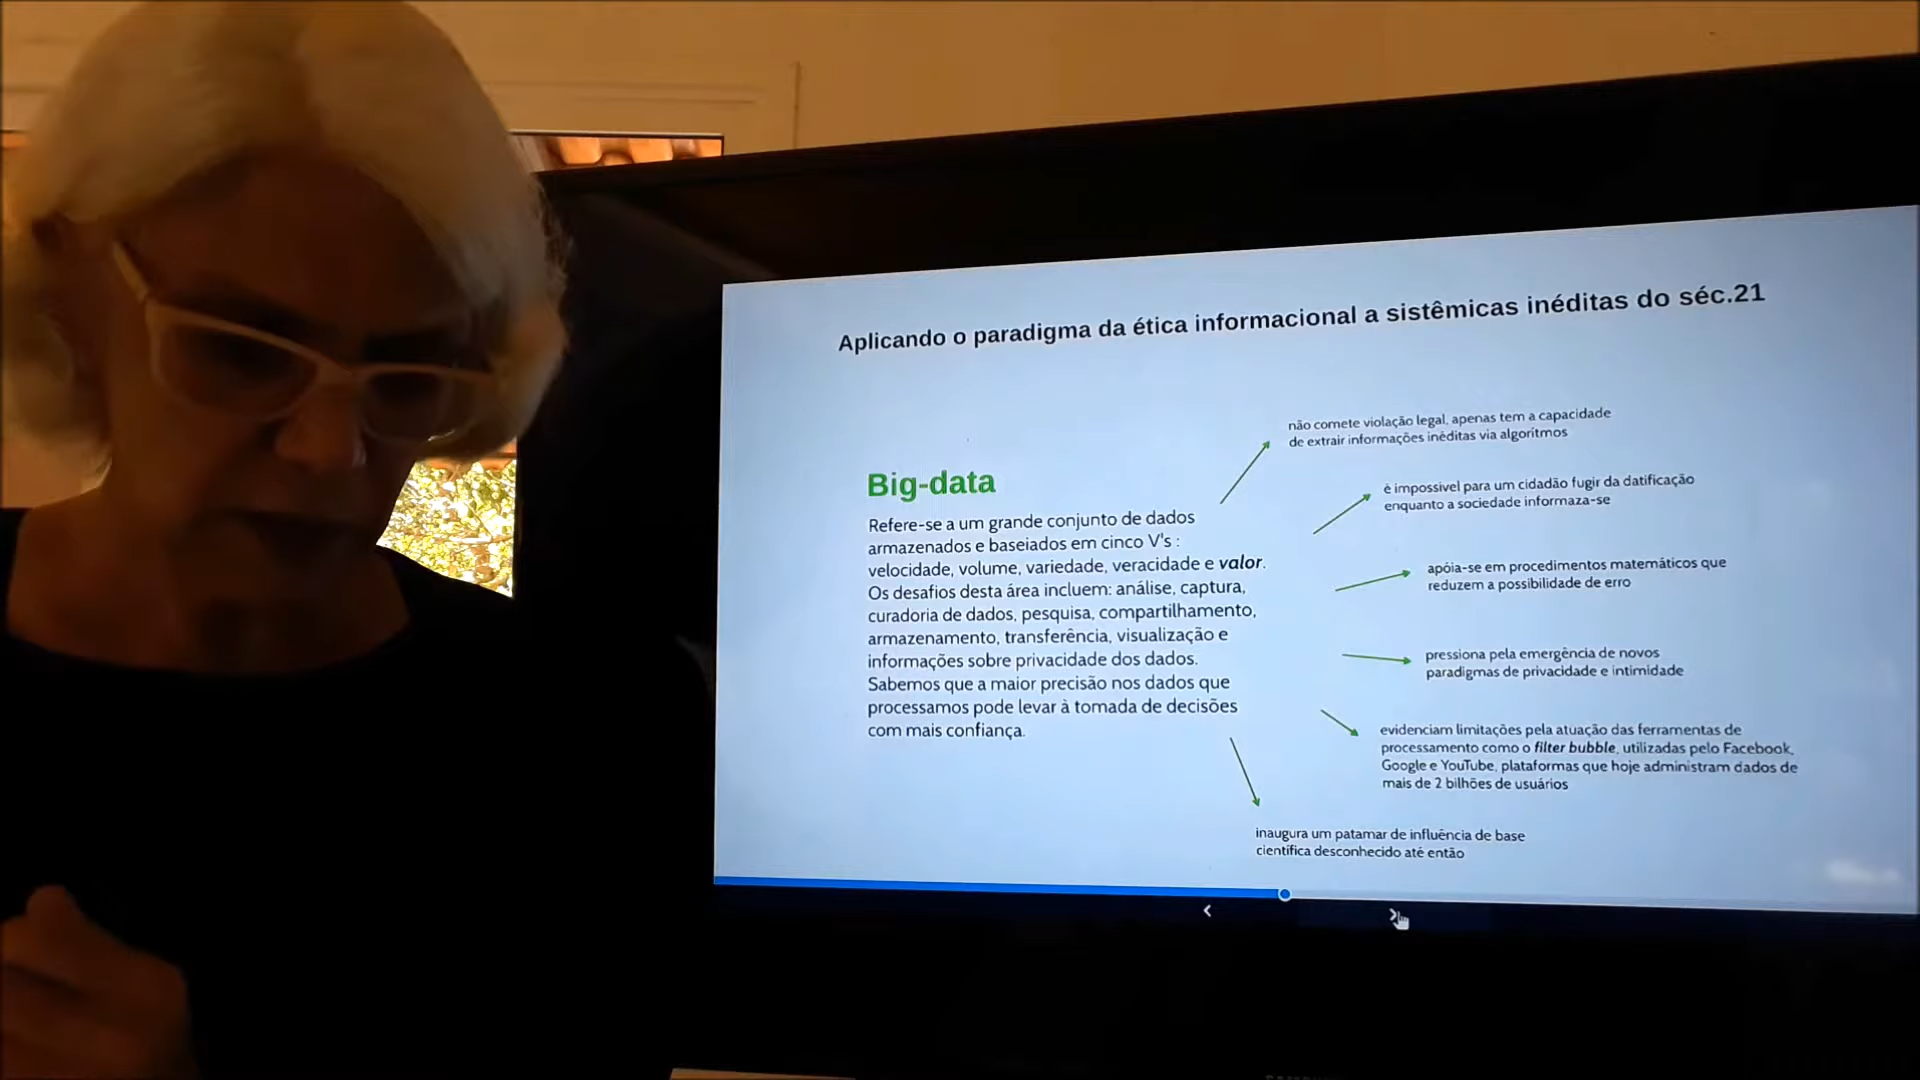 Aplicando o paradigma da ética informacional a sistêmicas inéditas do séc.21
Big-data
Refere-se a um grande conjunto de dados
armazenados e baseiados em cinco V's :
velocidade, volume, variedade, veracidade e valor.
Os desafios desta área incluem: análise, captura,
curadoria de dados, pesquisa, compartilhamento,
armazenamento, transferência, visualização e
informações sobre privacidade dos dados.
Sabemos que a maior precisão nos dados que
processamos pode levar à tomada de decisões
com mais confiança.
não comete violação legal, apenas tem a capacidade
de extrair informações inéditas via algorítmos
é impossível para um cidadão fugir da datificação
enquanto a sociedade informaza-se
apóia-se em procedimentos matemáticos que
reduzem a possibilidade de erro
pressiona pela emergência de novos
paradigmas de privacidade e intimidade
evidenciam limitações pela atuação das ferramentas de
processamento como o filter bubble, utilizadas pelo Facebook,
Google e YouTube, plataformas que hoje administram dados de
mais de 2 bilhões de usuários
inaugura um patamar de influência de base
científica desconhecido até então